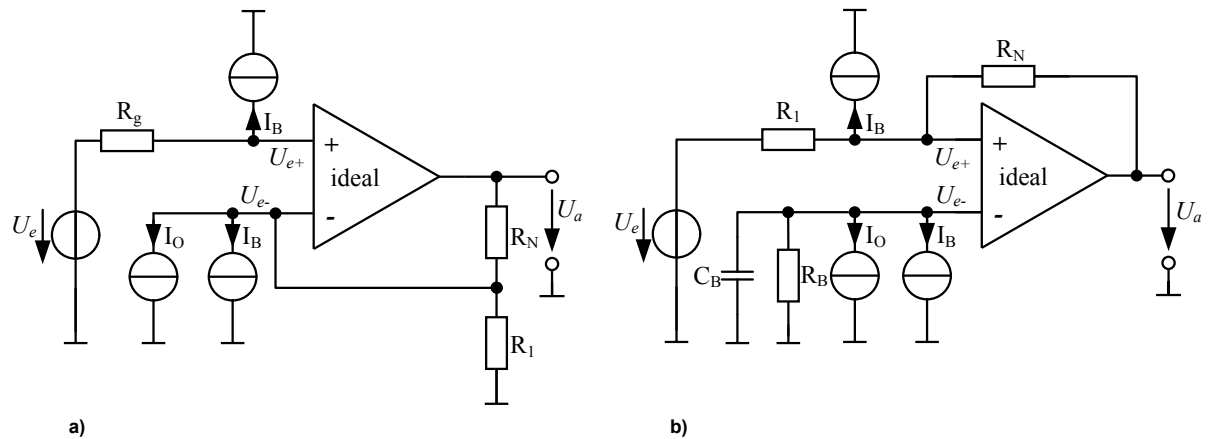 R_g
I_B
U_e+
+
ideal
U_e-
-
U_e
I_O
I_B
R_N
U_a
R_1
a)
R_N
R_1
I_B
U_e+
+
ideal
U_e-
-
U_e
I_O
I_B
C_B
R_B
U_a
b)